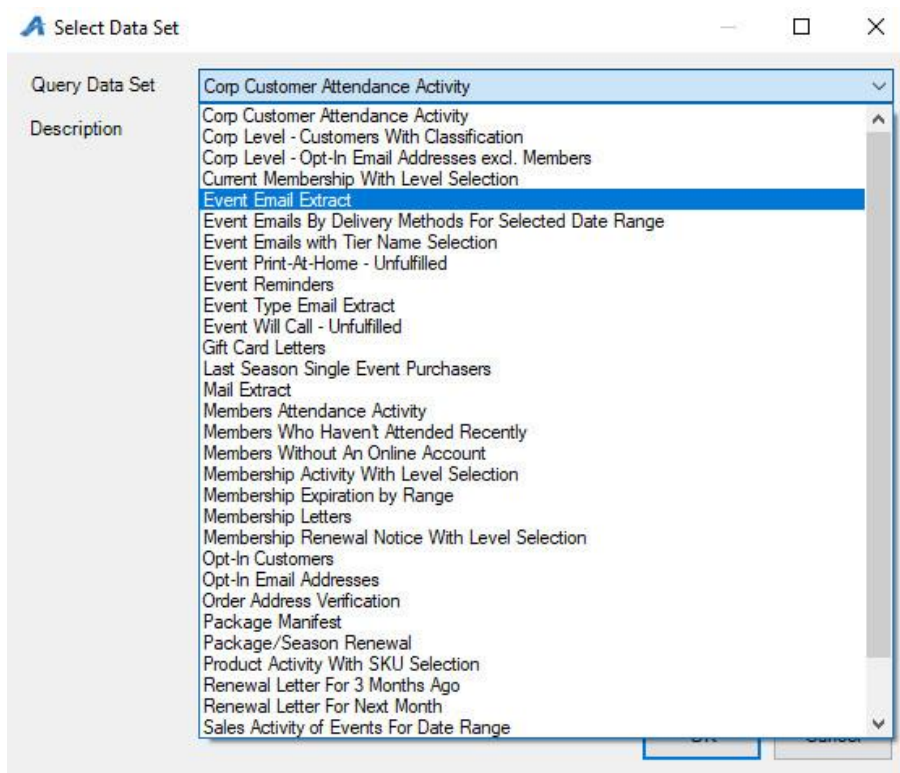 Select Data Set
Query Data Set
Corp Customer Attendance Activity
Description
Corp Customer Attendance Activity
Corp Level - Customers With Classification
Corp Level - Opt-In Email Addresses excl. Members
Current Membership With Level Selection
Event Email Extract
Event Emails By Delivery Methods For Selected Date Range
Event Emails with Tier Name Selection
Event Print-At-Home - Unfulfilled
Event Reminders
Event Type Email Extract
Event Will Call - Unfulfilled
Gift Card Letters
Last Season Single Event Purchasers
Mail Extract
Members Attendance Activity
Members Who Haven't Attended Recently
Members Without An Online Account
Membership Activity With Level Selection
Membership Expiration by Range
Membership Letters
Membership Renewal Notice With Level Selection
Opt-In Customers
Opt-In Email Addresses
Order Address Verification
Package Manifest
Package/Season Renewal
Product Activity With SKU Selection
Renewal Letter For 3 Months Ago
Renewal Letter For Next Month
Sales Activity of Events For Date Range